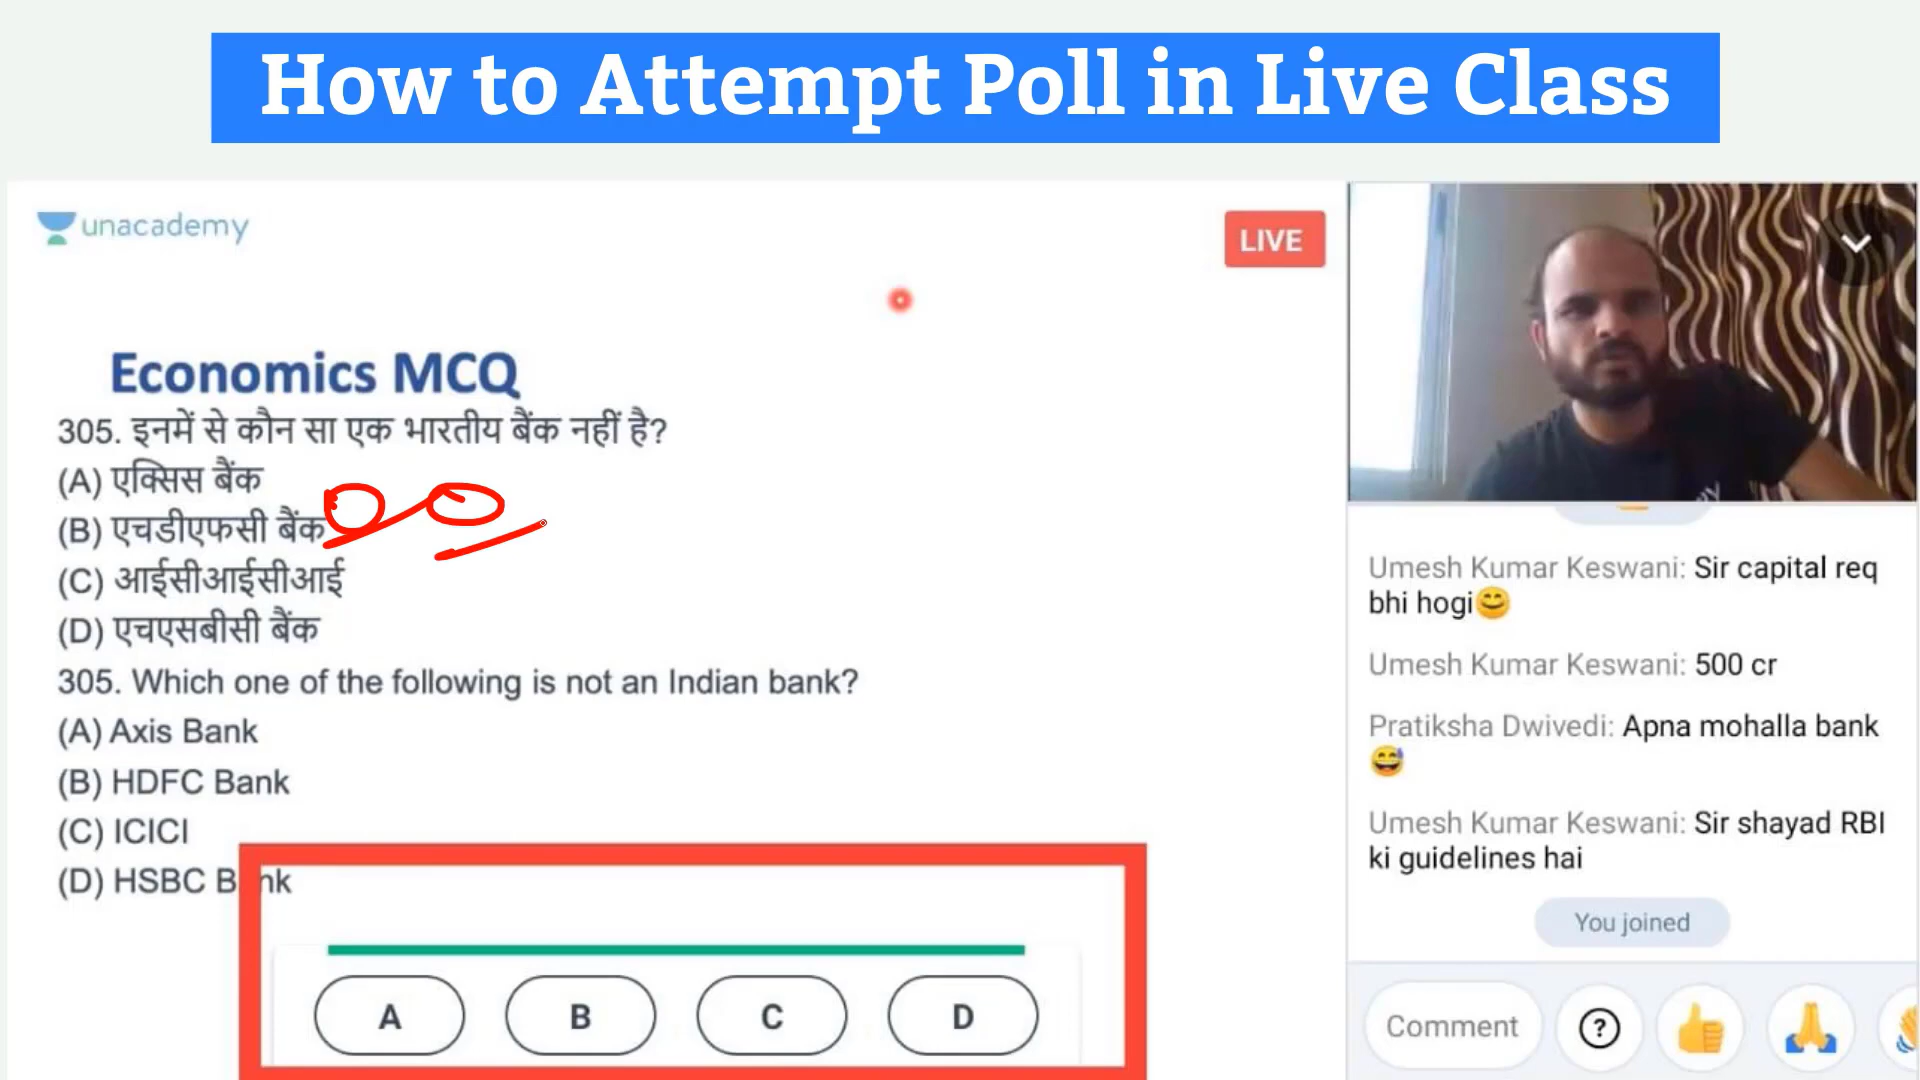 How to Attempt Poll in Live Class
unacademy
LIVE
Economics MCQ
305. इनमें से कौन सा एक भारतीय बैंक नहीं है?
(A) एक्सिस बैंक
(B) एचडीएफसी बैंक
(C) आईसीआईसीआई
(D) एचएसबीसी बैंक
305. Which one of the following is not an Indian bank?
(A) Axis Bank
(B) HDFC Bank
(C) ICICI
(D) HSBC Bank
A B C D
Umesh Kumar Keswani: Sir capital req
bhi hogi😊
Umesh Kumar Keswani: 500 cr
Pratiksha Dwivedi: Apna mohalla bank
😅
Umesh Kumar Keswani: Sir shayad RBI
ki guidelines hai
You joined
Comment ?